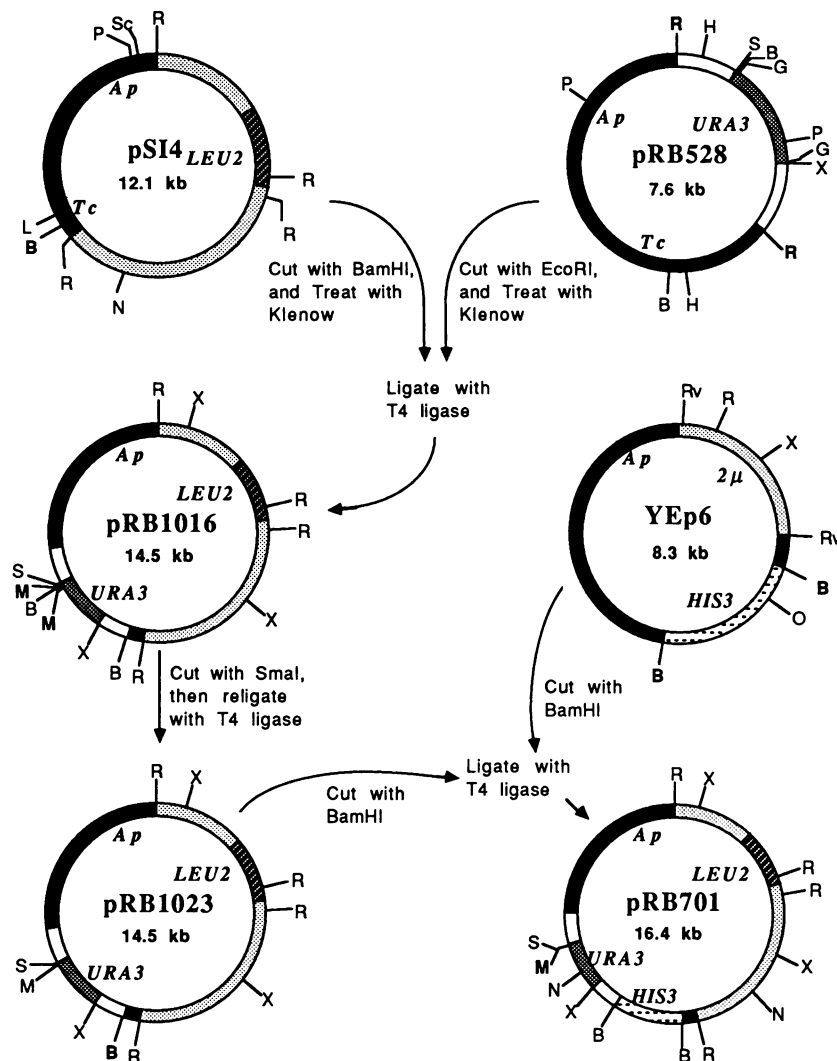 R
Sc
P
Ap
pSI4
LEU2
12.1 kb
R
Tc
R
L
B
R
N
R
H
S
B
G
P
Ap
URA3
P
G
X
pRB528
7.6 kb
Tc
R
B
H
Cut with BamHI,
and Treat with
Klenow
Cut with EcoRI,
and Treat with
Klenow
Ligate with
T4 ligase
R
X
Ap
LEU2
R
R
pRB1016
14.5 kb
S
M
B
M
URA3
X
X
B
R
Rv
R
Ap
2μ
X
YEp6
8.3 kb
Rv
B
HIS3
O
B
Cut with SmaI,
then religate
with T4 ligase
Cut with
BamHI
Ligate with
T4 ligase
Cut with
BamHI
R
X
Ap
LEU2
R
R
pRB1023
14.5 kb
S
M
URA3
X
X
B
R
R
X
Ap
LEU2
R
R
pRB701
16.4 kb
S
M
URA3
N
X
X
HIS3
N
B
B
R